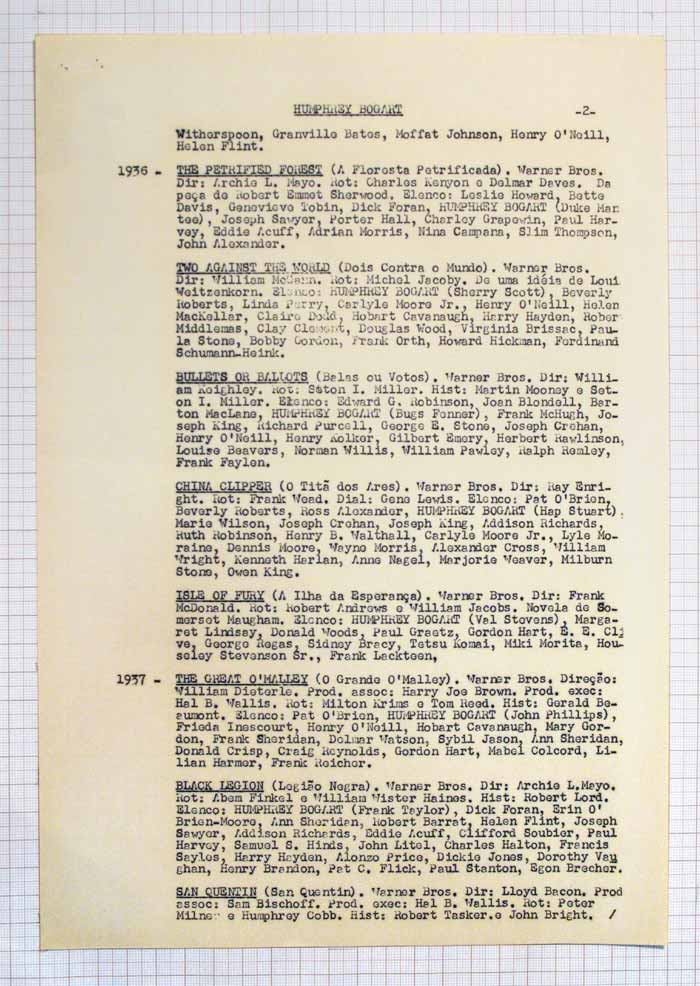 HUMPHREY BOGART -2-
Witherspoon, Granville Bates, Moffat Johnson, Henry O'Neill,
Helen Flint.
1936 - THE PETRIFIED FOREST (A Floresta Petrificada). Warner Bros.
Dir: Archie L. Mayo. Rot: Charles Kenyon e Delmar Daves. Da
peça de Robert Emmet Sherwood. Elenco: Leslie Howard, Bette
Davis, Genevieve Tobin, Dick Foran, HUMPHREY BOGART (Duke Man
tee), Joseph Sawyer, Porter Hall, Charley Grapewin, Paul Har-
vey, Eddie Acuff, Adrian Morris, Nina Campana, Slim Thompson,
John Alexander.
TWO AGAINST THE WORLD (Dois Contra o Mundo). Warner Bros.
Dir: William McGann. Rot: Michel Jacoby. De uma idéia de Loui
Weitzenkorn. Elenco: HUMPHREY BOGART (Sherry Scott), Beverly
Roberts, Linda Perry, Carlyle Moore Jr., Henry O'Neill, Helen
MacKellar, Claire Dodd, Hobart Cavanaugh, Harry Hayden, Rober
Middlemas, Clay Clement, Douglas Wood, Virginia Brissac, Pau-
la Stone, Bobby Gordon, Frank Orth, Howard Hickman, Ferdinand
Schumann-Heink.
BULLETS OR BALLOTS (Balas ou Votos). Warner Bros. Dir: Willi-
am Keighley. Rot: Seton I. Miller. Hist: Martin Mooney e Set-
on I. Miller. Elenco: Edward G. Robinson, Joan Blondell, Bar-
ton MacLane, HUMPHREY BOGART (Bugs Fenner), Frank McHugh, Jo-
seph King, Richard Purcell, George E. Stone, Joseph Crehan,
Henry O'Neill, Henry Kolker, Gilbert Emery, Herbert Rawlinson,
Louise Beavers, Norman Willis, William Pawley, Ralph Remley,
Frank Faylen.
CHINA CLIPPER (O Titã dos Ares). Warner Bros. Dir: Ray Enri-
ght. Rot: Frank Wead. Dial: Gene Lewis. Elenco: Pat O'Brien,
Beverly Roberts, Ross Alexander, HUMPHREY BOGART (Hap Stuart),
Marie Wilson, Joseph Crehan, Joseph King, Addison Richards,
Ruth Robinson, Henry B. Walthall, Carlyle Moore Jr., Lyle Mo-
raine, Dennis Moore, Wayne Morris, Alexander Cross, William
Wright, Kenneth Harlan, Anne Nagel, Marjorie Weaver, Milburn
Stone, Owen King.
ISLE OF FURY (A Ilha da Esperança). Warner Bros. Dir: Frank
McDonald. Rot: Robert Andrews e William Jacobs. Novela de So-
merset Maugham. Elenco: HUMPHREY BOGART (Val Stevens), Marga-
ret Lindsay, Donald Woods, Paul Graetz, Gordon Hart, E. E. Cli
ve, George Regas, Sidney Bracy, Tetsu Komai, Miki Morita, Hou-
seley Stevenson Sr., Frank Lackteen,
1937 - THE GREAT O'MALLEY (O Grande O'Malley). Warner Bros. Direção:
William Dieterle. Prod. assoc: Harry Joe Brown. Prod. exec:
Hal B. Wallis. Rot: Milton Krims e Tom Reed. Hist: Gerald Be-
aumont. Elenco: Pat O'Brien, HUMPHREY BOGART (John Phillips),
Frieda Inescourt, Henry O'Neill, Hobart Cavanaugh, Mary Gor-
don, Frank Sheridan, Delmar Watson, Sybil Jason, Ann Sheridan,
Donald Crisp, Craig Reynolds, Gordon Hart, Mabel Colcord, Li-
lian Harmer, Frank Reicher.
BLACK LEGION (Legião Negra). Warner Bros. Dir: Archie L.Mayo.
Rot: Abem Finkel e William Wister Haines. Hist: Robert Lord.
Elenco: HUMPHREY BOGART (Frank Taylor), Dick Foran, Erin O'
Brien-Moore, Ann Sheridan, Robert Barrat, Helen Flint, Joseph
Sawyer, Addison Richards, Eddie Acuff, Clifford Soubier, Paul
Harvey, Samuel S. Hinds, John Litel, Charles Halton, Francis
Sayles, Harry Hayden, Alonzo Price, Dickie Jones, Dorothy Vau
ghan, Henry Brandon, Pat C. Flick, Paul Stanton, Egon Brecher.
SAN QUENTIN (San Quentin). Warner Bros. Dir: Lloyd Bacon. Prod
assoc: Sam Bischoff. Prod. exec: Hal B. Wallis. Rot: Peter
Milner e Humphrey Cobb. Hist: Robert Tasker.e John Bright. /